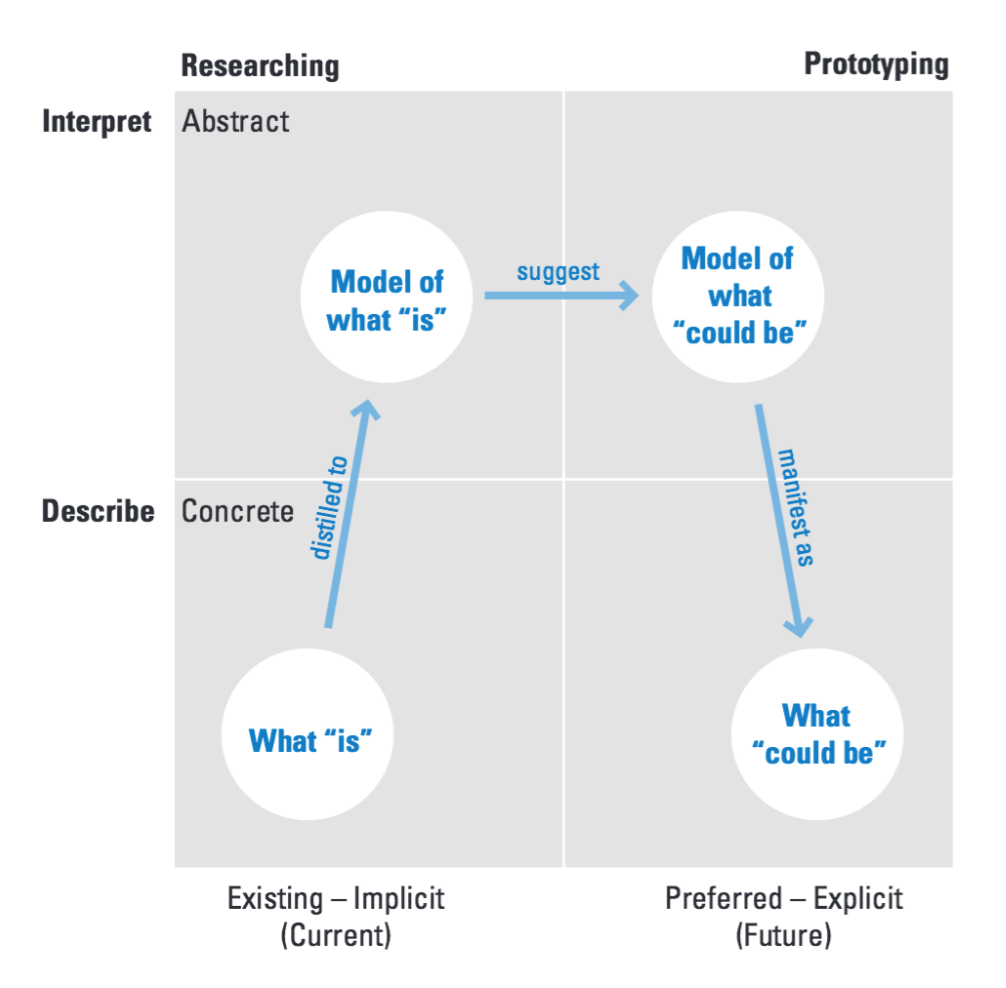 Researching
Prototyping
Interpret
Abstract
Model of
what “is”
suggest
Model of
what
“could be”
distilled to
manifest as
Describe
Concrete
What “is”
What
“could be”
Existing – Implicit
(Current)
Preferred – Explicit
(Future)